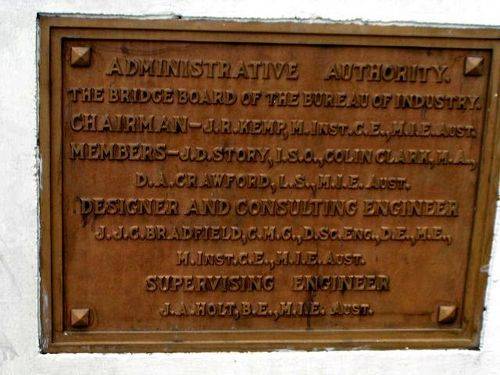 ADMINISTRATIVE AUTHORITY.
THE BRIDGE BOARD OF THE BUREAU OF INDUSTRY.
CHAIRMAN-J.R.KEMP, M. INST. C.E., M.I.E. AUST.
MEMBERS-J.D.STORY, I.S.O., COLIN CLARK, M.A.,
D.A. CRAWFORD, L.S., M.I.E. AUST.
DESIGNER AND CONSULTING ENGINEER
J.J.C. BRADFIELD, C.M.G., D.SC. ENG., D.E., M.E.,
M. INST. C.E., M.I.E. AUST.
SUPERVISING ENGINEER
J.A. HOLT, B.E., M.I.E. AUST.